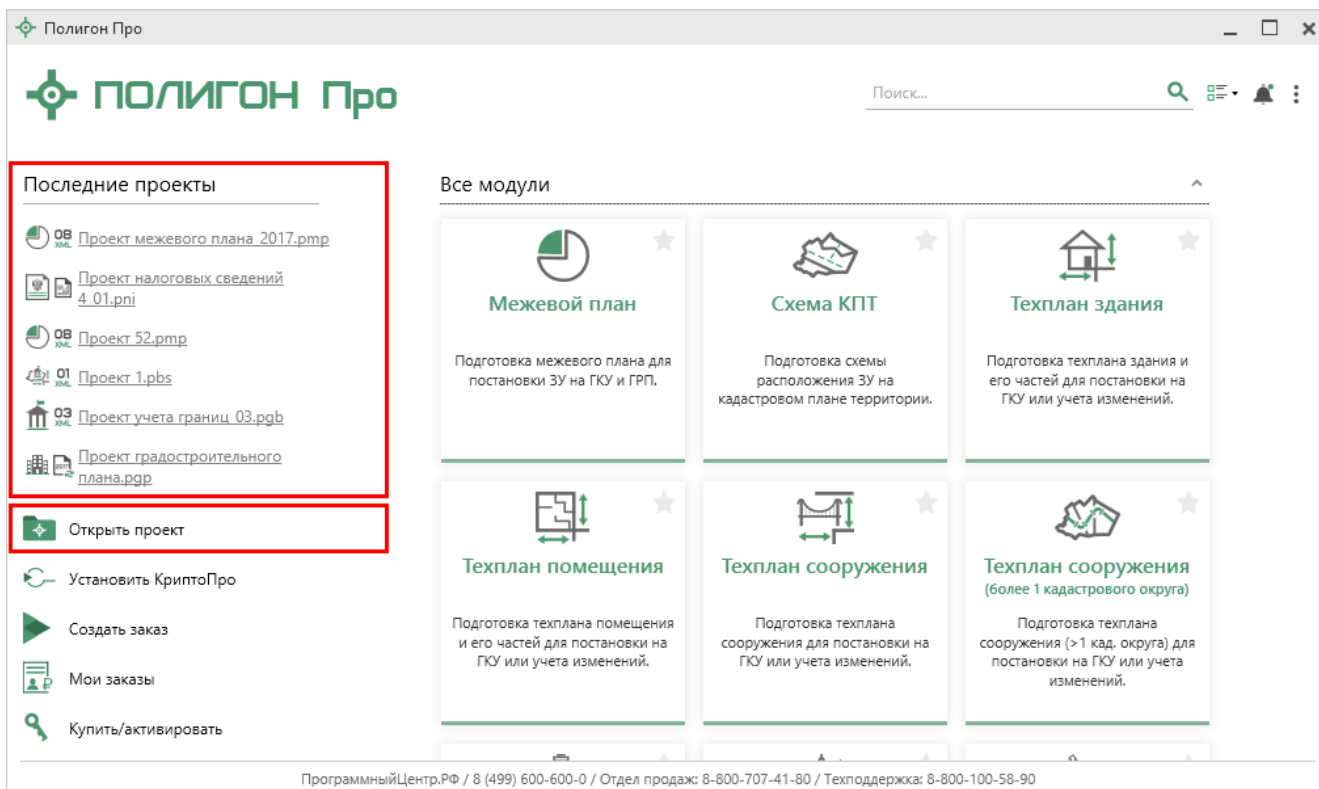 Полигон Про
ПОЛИГОН Про
Поиск...
Последние проекты
08
XML
Проект межевого плана_2017.pmp
Проект налоговых сведений
4_01.pni
08
XML
Проект 52.pmp
01
XML
Проект 1.pbs
03
XML
Проект учета границ_03.pgb
Проект градостроительного
плана.pgp
Открыть проект
Установить КриптоПро
Создать заказ
Мои заказы
Купить/активировать
Все модули
Межевой план
Подготовка межевого плана для
постановки ЗУ на ГКУ и ГРП.
Схема КПТ
Подготовка схемы
расположения ЗУ на
кадастровом плане территории.
Техплан здания
Подготовка техплана здания и
его частей для постановки на
ГКУ или учета изменений.
Техплан помещения
Подготовка техплана помещения
и его частей для постановки на
ГКУ или учета изменений.
Техплан сооружения
Подготовка техплана
сооружения для постановки на
ГКУ или учета изменений.
Техплан сооружения
(более 1 кадастрового округа)
Подготовка техплана
сооружения (>1 кад. округа) для
постановки на ГКУ или учета
изменений.
ПрограммныйЦентр.РФ / 8 (499) 600-600-0 / Отдел продаж: 8-800-707-41-80 / Техподдержка: 8-800-100-58-90